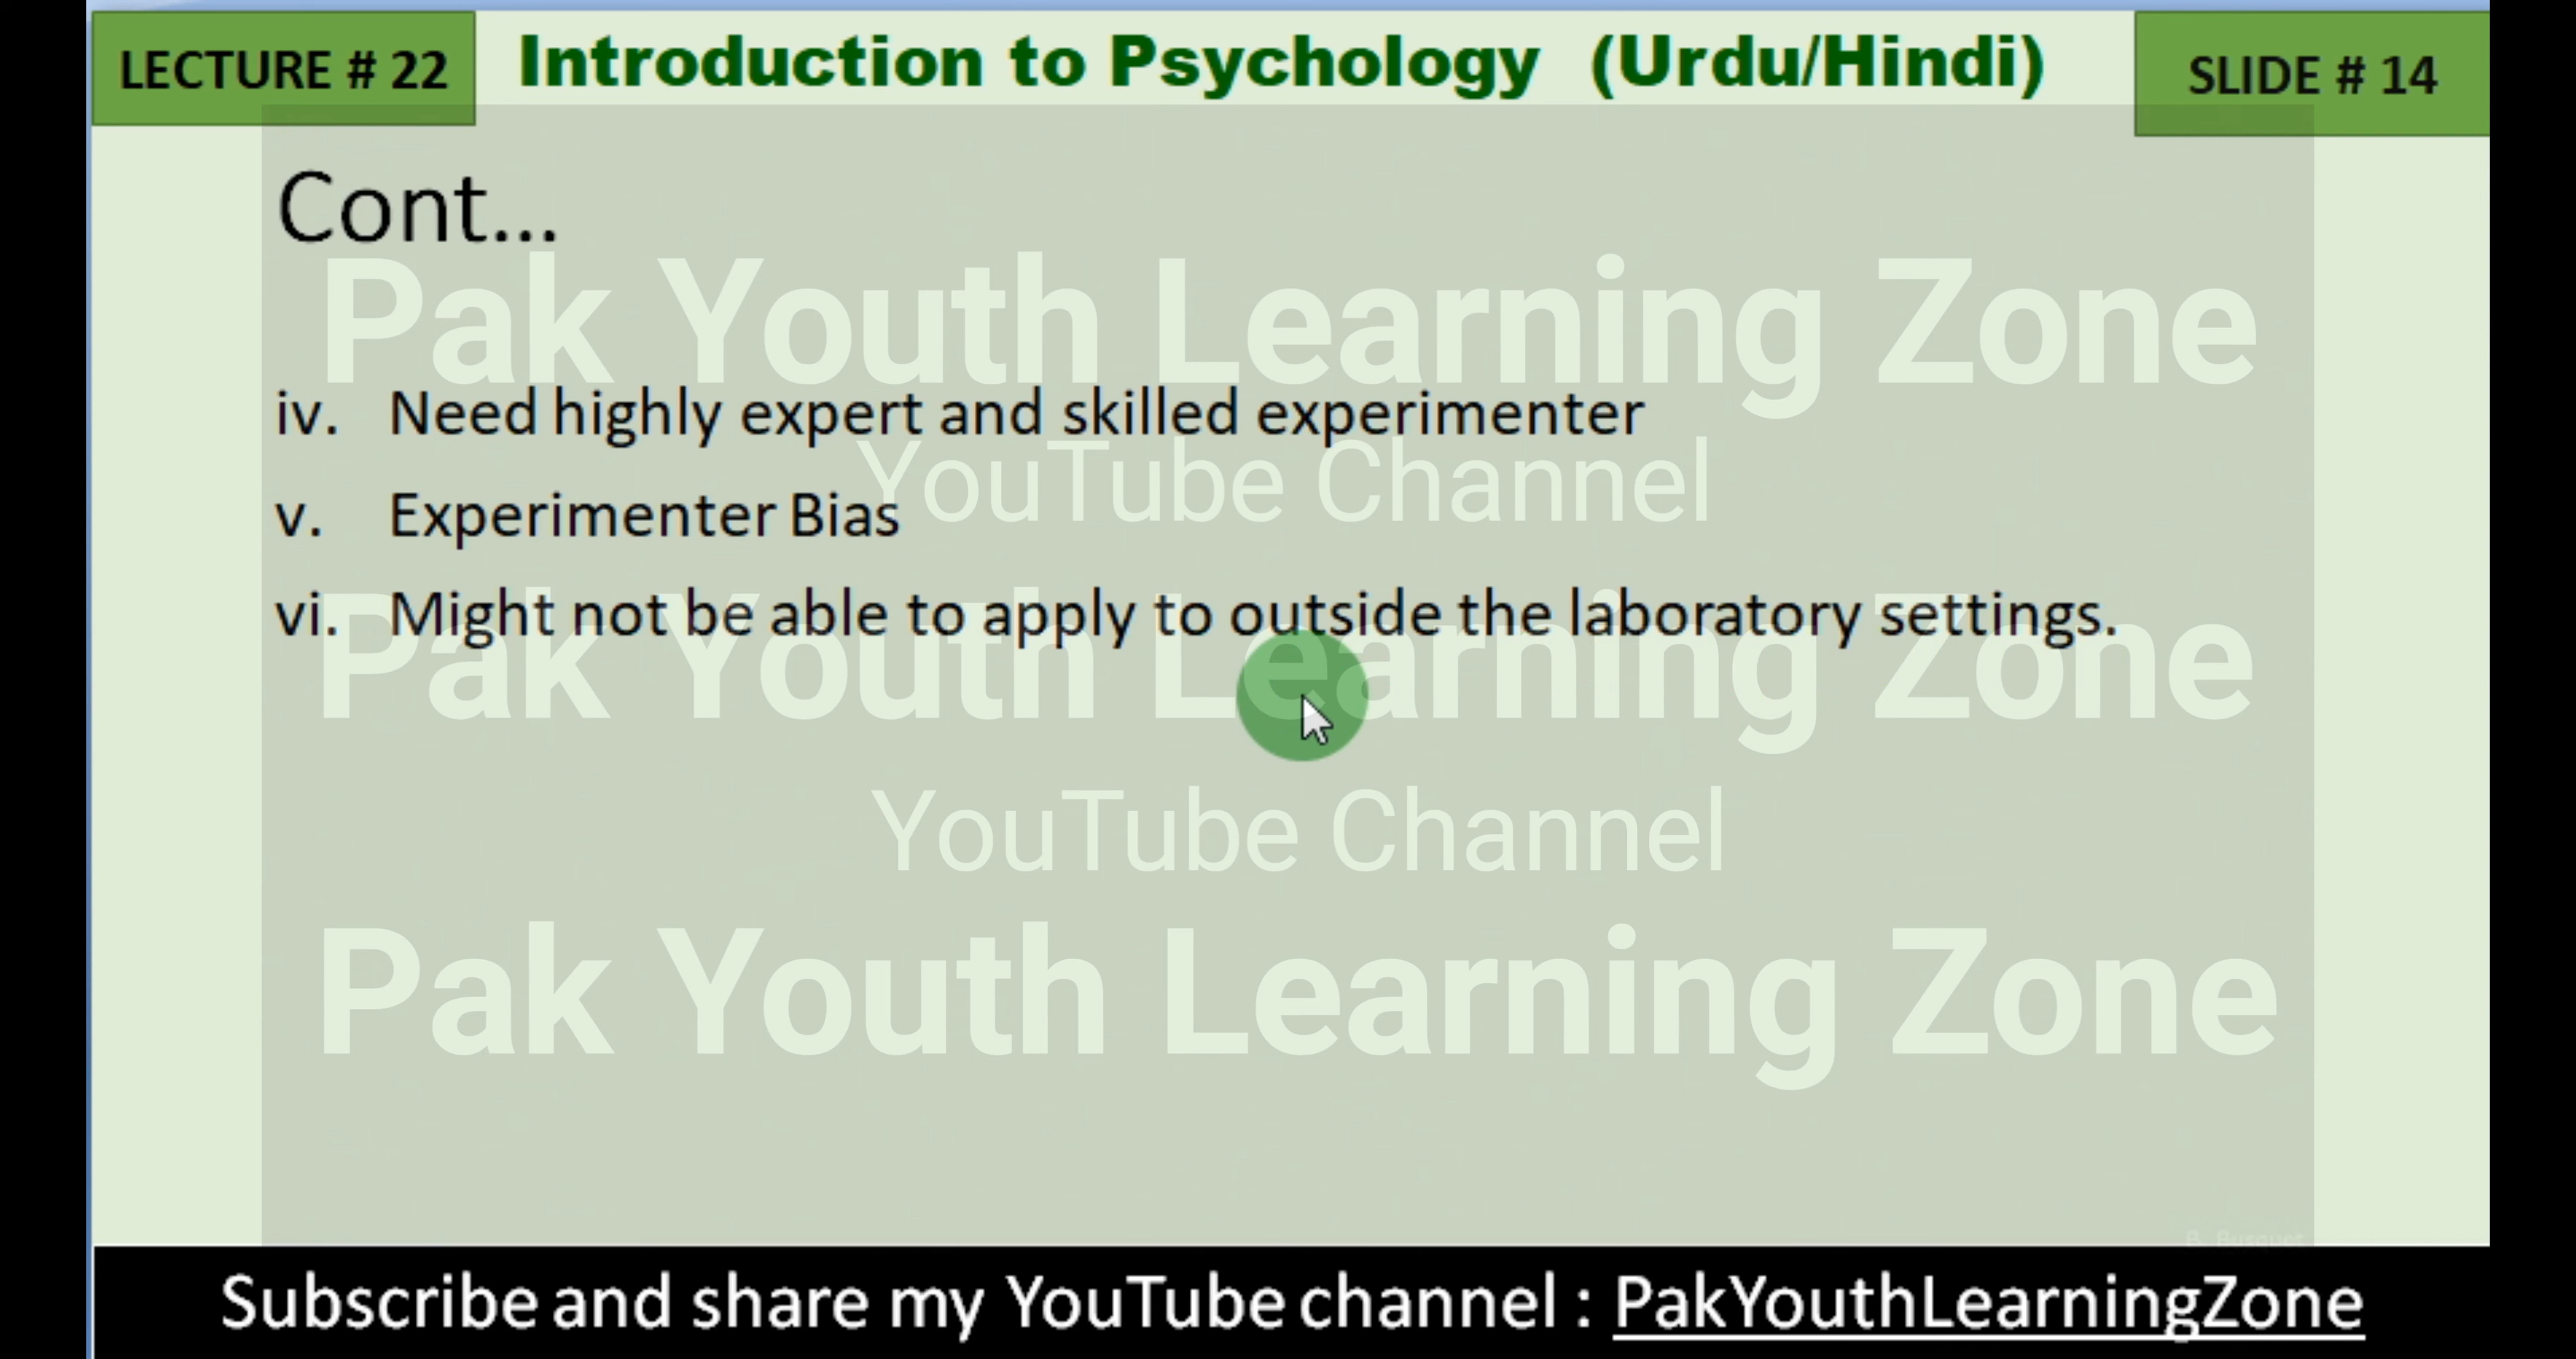 LECTURE # 22
Introduction to Psychology (Urdu/Hindi)
SLIDE # 14
Cont...
Pak Youth Learning Zone
iv. Need highly expert and skilled experimenter
YouTube Channel
v. Experimenter Bias
vi. Might not be able to apply to outside the laboratory settings.
Pak Youth Learning Zone
YouTube Channel
Pak Youth Learning Zone
Subscribe and share my YouTube channel : PakYouthLearningZone